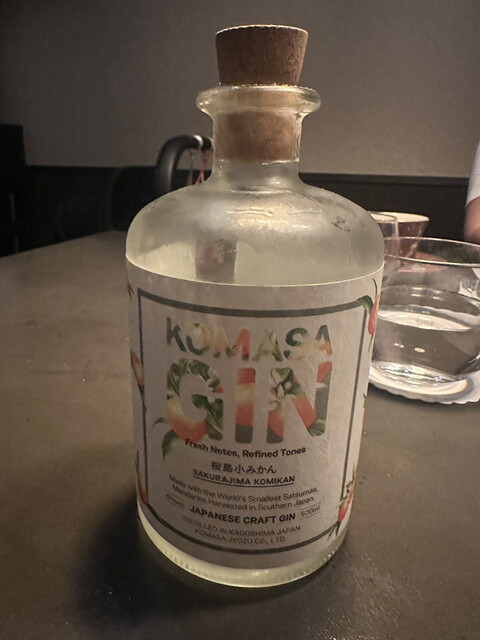 KOMASA
GIN
Fresh Notes, Refined Tones
桜島小みかん
SAKURAJIMA KOMIKAN
Made with the World's Smallest Satsumas,
Mandarins Harvested in Southern Japan.
JAPANESE CRAFT GIN 500ml
DISTILLED IN KAGOSHIMA JAPAN
KOMASA JYOZO CO., LTD.